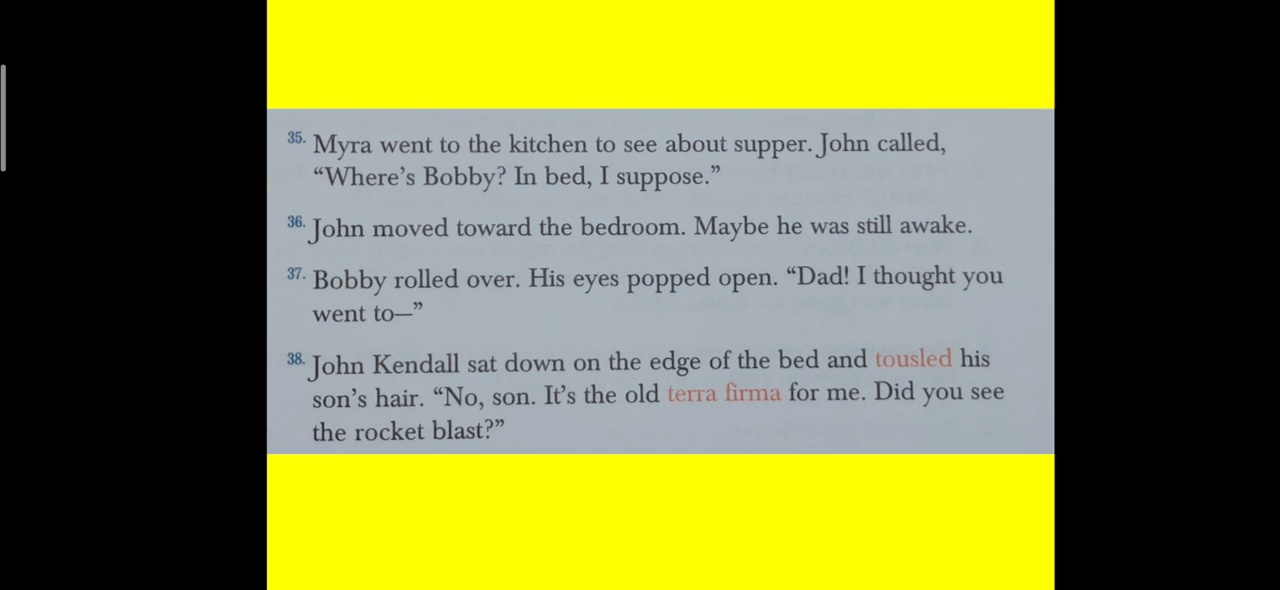 35. Myra went to the kitchen to see about supper. John called,
“Where’s Bobby? In bed, I suppose.”
36. John moved toward the bedroom. Maybe he was still awake.
37. Bobby rolled over. His eyes popped open. “Dad! I thought you
went to—”
38. John Kendall sat down on the edge of the bed and tousled his
son’s hair. “No, son. It’s the old terra firma for me. Did you see
the rocket blast?”